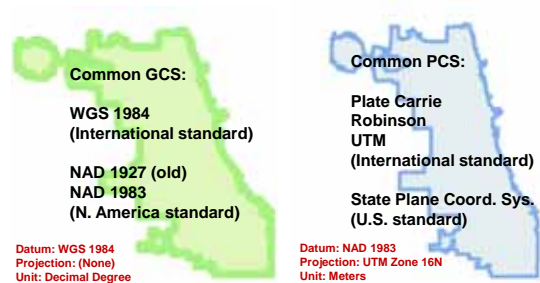 Common GCS:
WGS 1984
(International standard)
NAD 1927 (old)
NAD 1983
(N. America standard)
Datum: WGS 1984
Projection: (None)
Unit: Decimal Degree
Common PCS:
Plate Carrie
Robinson
UTM
(International standard)
State Plane Coord. Sys.
(U.S. standard)
Datum: NAD 1983
Projection: UTM Zone 16N
Unit: Meters